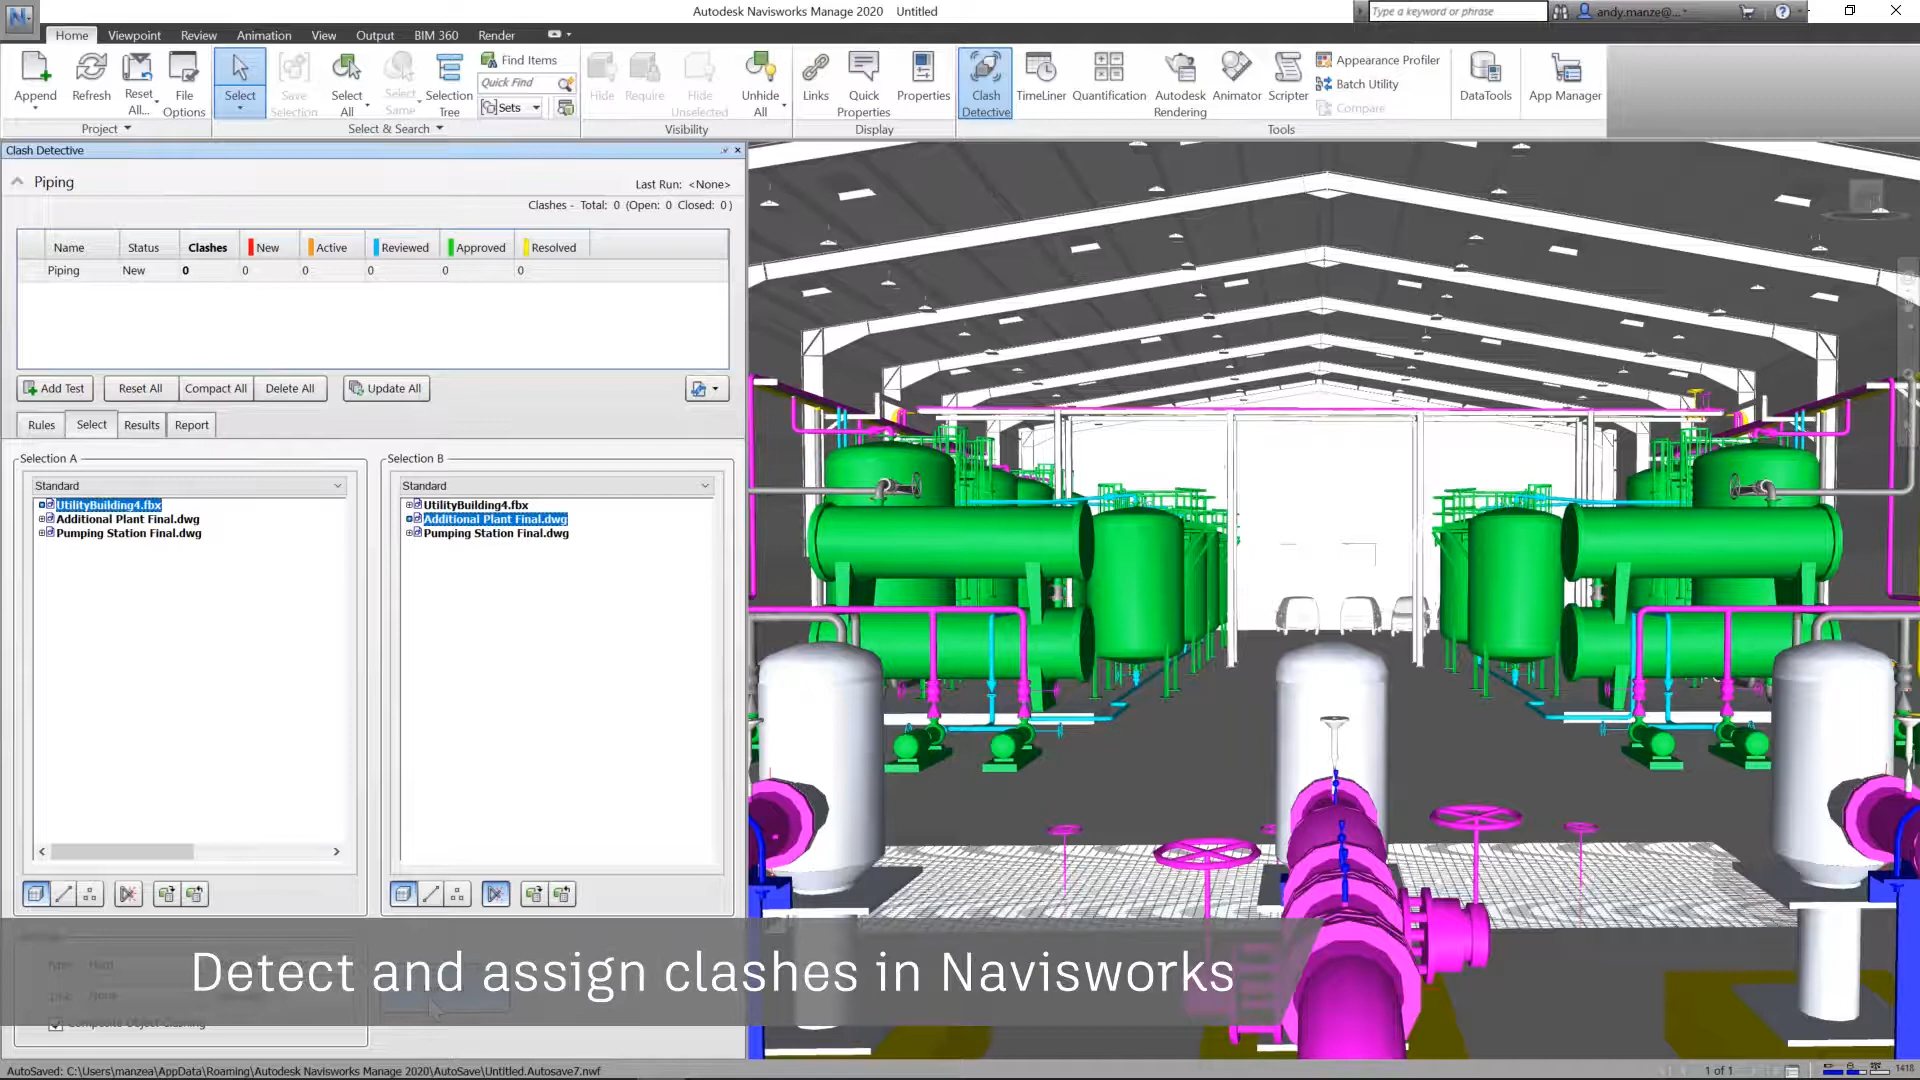 Autodesk Navisworks Manage 2020 Untitled
Type a keyword or phrase
andy.manze@...
Home Viewpoint Review Animation View Output BIM 360 Render
Append
Refresh
Reset All...
File Options
Project
Select
Save Selection
Select All
Select Same
Selection Tree
Find Items
Quick Find
Sets
Select & Search
Hide
Require
Hide Unselected
Unhide All
Visibility
Links
Quick Properties
Properties
Display
Clash Detective
TimeLiner
Quantification
Autodesk Rendering
Animator
Scripter
Appearance Profiler
Batch Utility
Compare
Tools
DataTools
App Manager
Clash Detective
Piping
Last Run: <None>
Clashes - Total: 0 (Open: 0 Closed: 0)
Name Status Clashes New Active Reviewed Approved Resolved
Piping New 0 0 0 0 0 0
Add Test Reset All Compact All Delete All Update All
Rules Select Results Report
Selection A
Standard
UtilityBuilding4.fbx
Additional Plant Final.dwg
Pumping Station Final.dwg
Selection B
Standard
UtilityBuilding4.fbx
Additional Plant Final.dwg
Pumping Station Final.dwg
Detect and assign clashes in Navisworks
Composite Object Clashing
AutoSaved: C:\Users\manzea\AppData\Roaming\Autodesk Navisworks Manage 2020\AutoSave\Untitled.Autosave7.nwf
1 of 1
1418